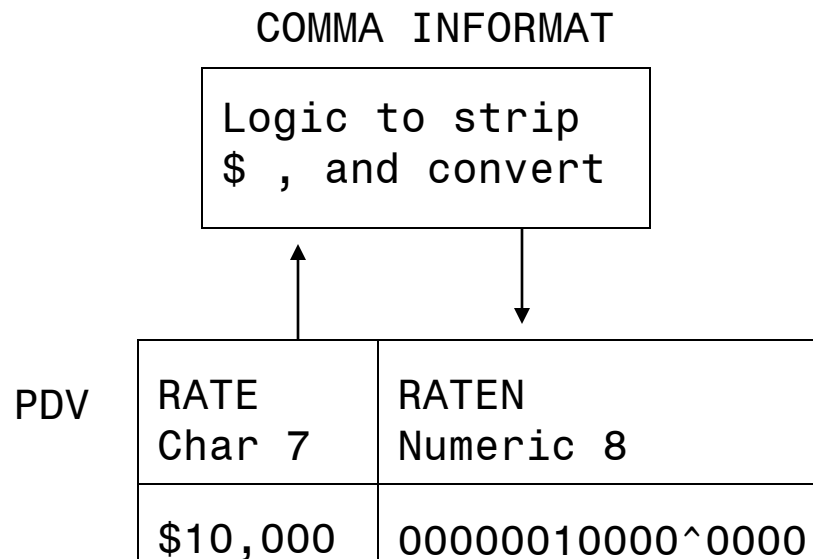 COMMA INFORMAT
Logic to strip
$ , and convert
PDV
RATE
Char 7
RATEN
Numeric 8
$10,000
00000010000^0000